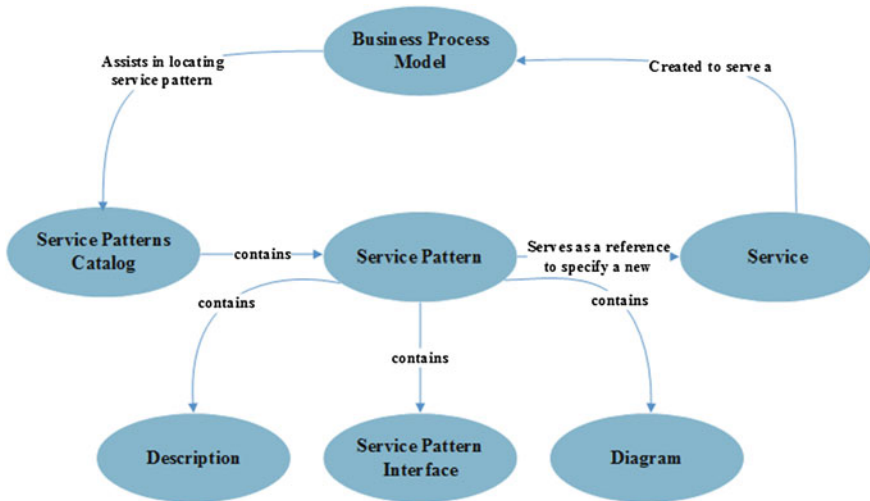 Business Process
Model
Assists in locating
service pattern
Created to serve a
Service Patterns
Catalog
contains
Service Pattern
Serves as a reference
to specify a new
Service
contains
contains
contains
Description
Service Pattern
Interface
Diagram